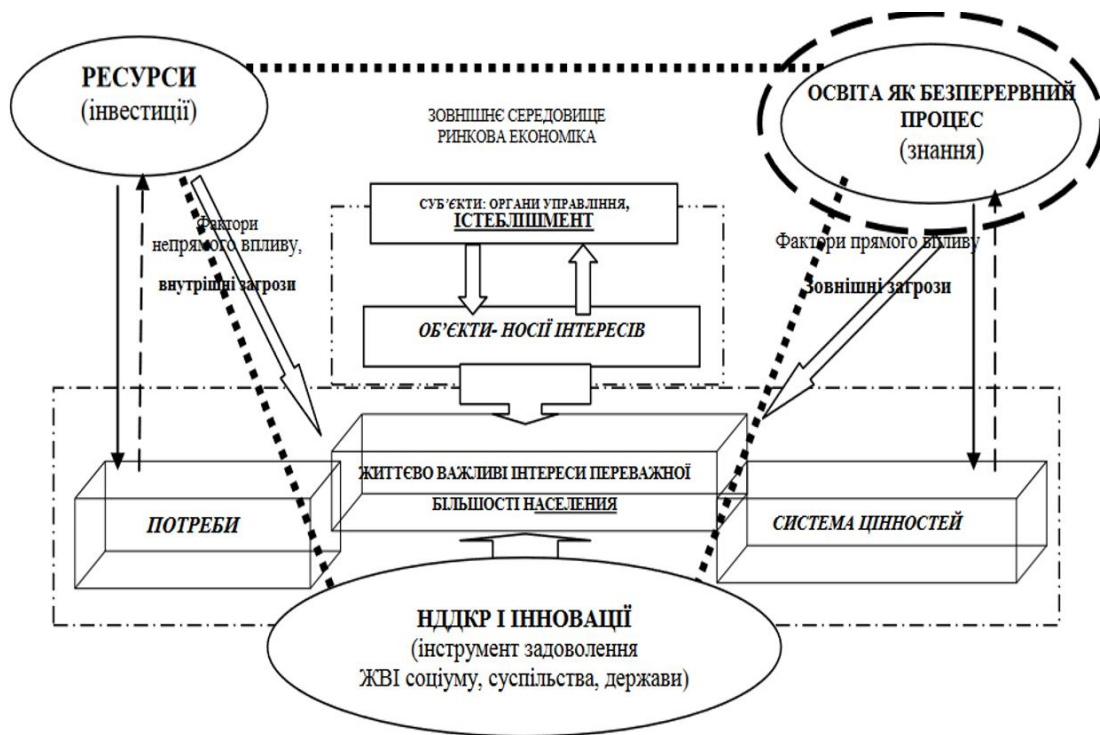 РЕСУРСИ
(інвестиції)
ОСВІТА ЯК БЕЗПЕРЕРВНИЙ
ПРОЦЕС
(знання)
ЗОВНІШНЄ СЕРЕДОВИЩЕ
РИНКОВА ЕКОНОМІКА
СУБ'ЄКТИ: ОРГАНИ УПРАВЛІННЯ,
ІСТЕБЛІШМЕНТ
Фактори
непрямого впливу,
внутрішні загрози
Фактори прямого впливу
Зовнішні загрози
ОБ'ЄКТИ- НОСІЇ ІНТЕРЕСІВ
ЖИТТЄВО ВАЖЛИВІ ІНТЕРЕСИ ПЕРЕВАЖНОЇ
БІЛЬШОСТІ НАСЕЛЕНИЯ
ПОТРЕБИ
СИСТЕМА ЦІННОСТЕЙ
НДДКР І ІННОВАЦІЇ
(інструмент задоволення
ЖВІ соціуму, суспільства, держави)